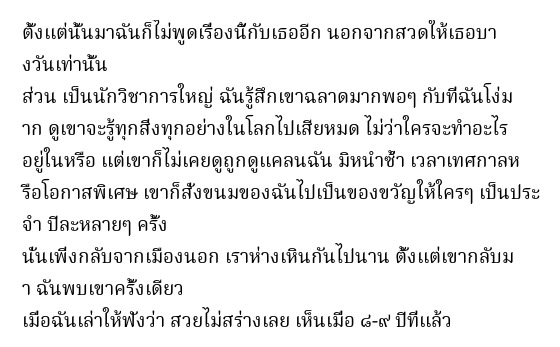 ตั้งแต่นั้นมาฉันก็ไม่พูดเรื่องนี้กับเธออีก นอกจากสวดให้เธอบา
งวันเท่านั้น
ส่วน เป็นนักวิชาการใหญ่ ฉันรู้สึกเขาฉลาดมากพอๆ กับที่ฉันโง่ม
าก ดูเขาจะรู้ทุกสิ่งทุกอย่างในโลกไปเสียหมด ไม่ว่าใครจะทำอะไร
อยู่ไหนหรือ แต่เขาก็ไม่เคยดูถูกดูแคลนฉัน มิหนำซ้ำ เวลาเทศกาลห
รือโอกาสพิเศษ เขาก็สั่งขนมของฉันไปเป็นของขวัญให้ใครๆ เป็นประ
จำ ปีละหลายๆ ครั้ง
นั้นเพิ่งกลับจากเมืองนอก เราห่างเหินกันไปนาน ตั้งแต่เขากลับม
า ฉันพบเขาครั้งเดียว
เมื่อฉันเล่าให้ฟังว่า สวยไม่สร่างเลย เห็นเมื่อ ๘-๙ ปีที่แล้ว